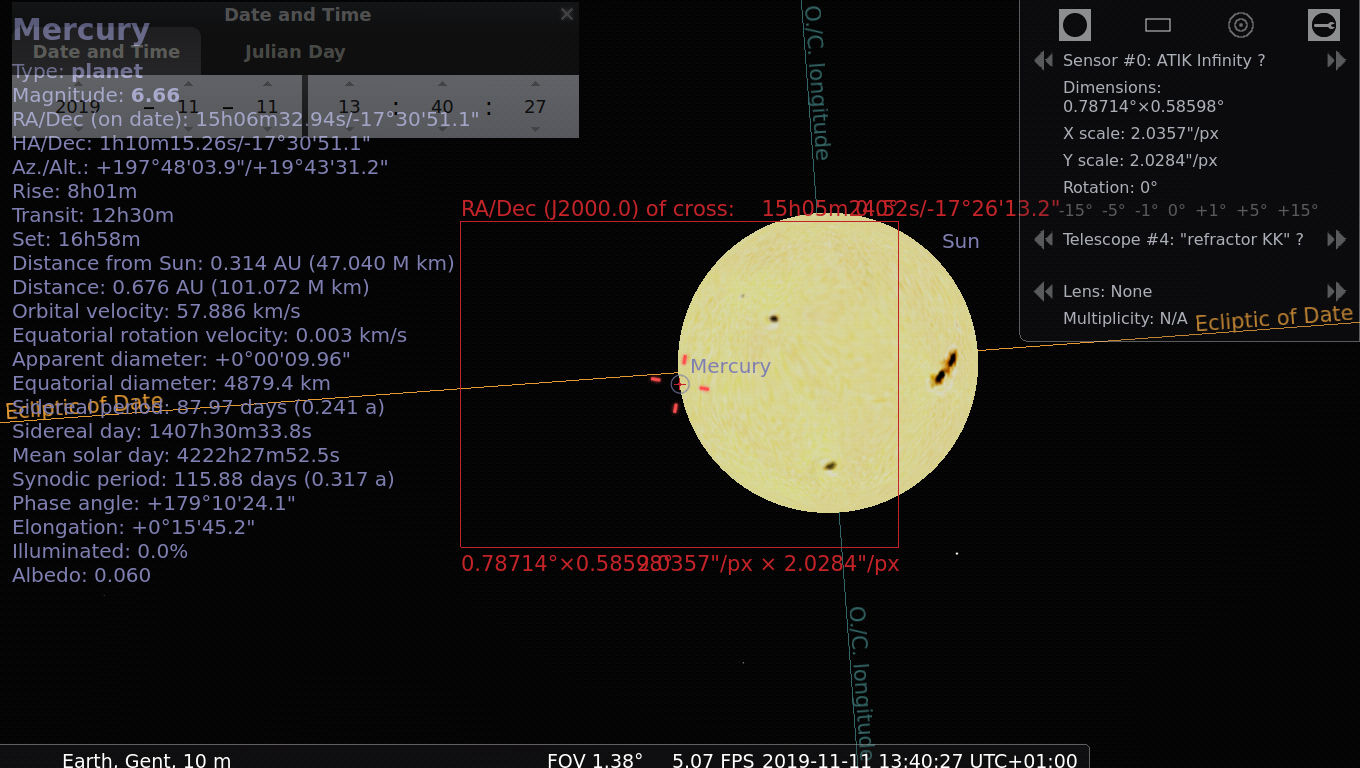 Date and Time
Mercury
Date and Time Julian Day
Type: planet
Magnitude: 6.66
2019 – 11 – 11 13 : 40 : 27
RA/Dec (on date): 15h06m32.94s/-17°30'51.1"
HA/Dec: 1h10m15.26s/-17°30'51.1"
Az./Alt.: +197°48'03.9"/+19°43'31.2"
Rise: 8h01m
Transit: 12h30m
Set: 16h58m
Distance from Sun: 0.314 AU (47.040 M km)
Distance: 0.676 AU (101.072 M km)
Orbital velocity: 57.886 km/s
Equatorial rotation velocity: 0.003 km/s
Apparent diameter: +0°00'09.96"
Equatorial diameter: 4879.4 km
Sidereal period: 87.97 days (0.241 a)
Sidereal day: 1407h30m33.8s
Mean solar day: 4222h27m52.5s
Synodic period: 115.88 days (0.317 a)
Phase angle: +179°10'24.1"
Elongation: +0°15'45.2"
Illuminated: 0.0%
Albedo: 0.060
Ecliptic of Date
O./C. longitude
RA/Dec (J2000.0) of cross:
Sun
Mercury
0.78714°×0.58598°
2.0357"/px × 2.0284"/px
O./C. longitude
Sensor #0: ATIK Infinity ?
Dimensions:
0.78714°×0.58598°
X scale: 2.0357"/px
Y scale: 2.0284"/px
Rotation: 0°
-15° -5° -1° 0° +1° +5° +15°
Telescope #4: "refractor KK" ?
Lens: None
Multiplicity: N/A
Ecliptic of Date
Earth, Gent, 10 m FOV 1.38° 5.07 FPS 2019-11-11 13:40:27 UTC+01:00